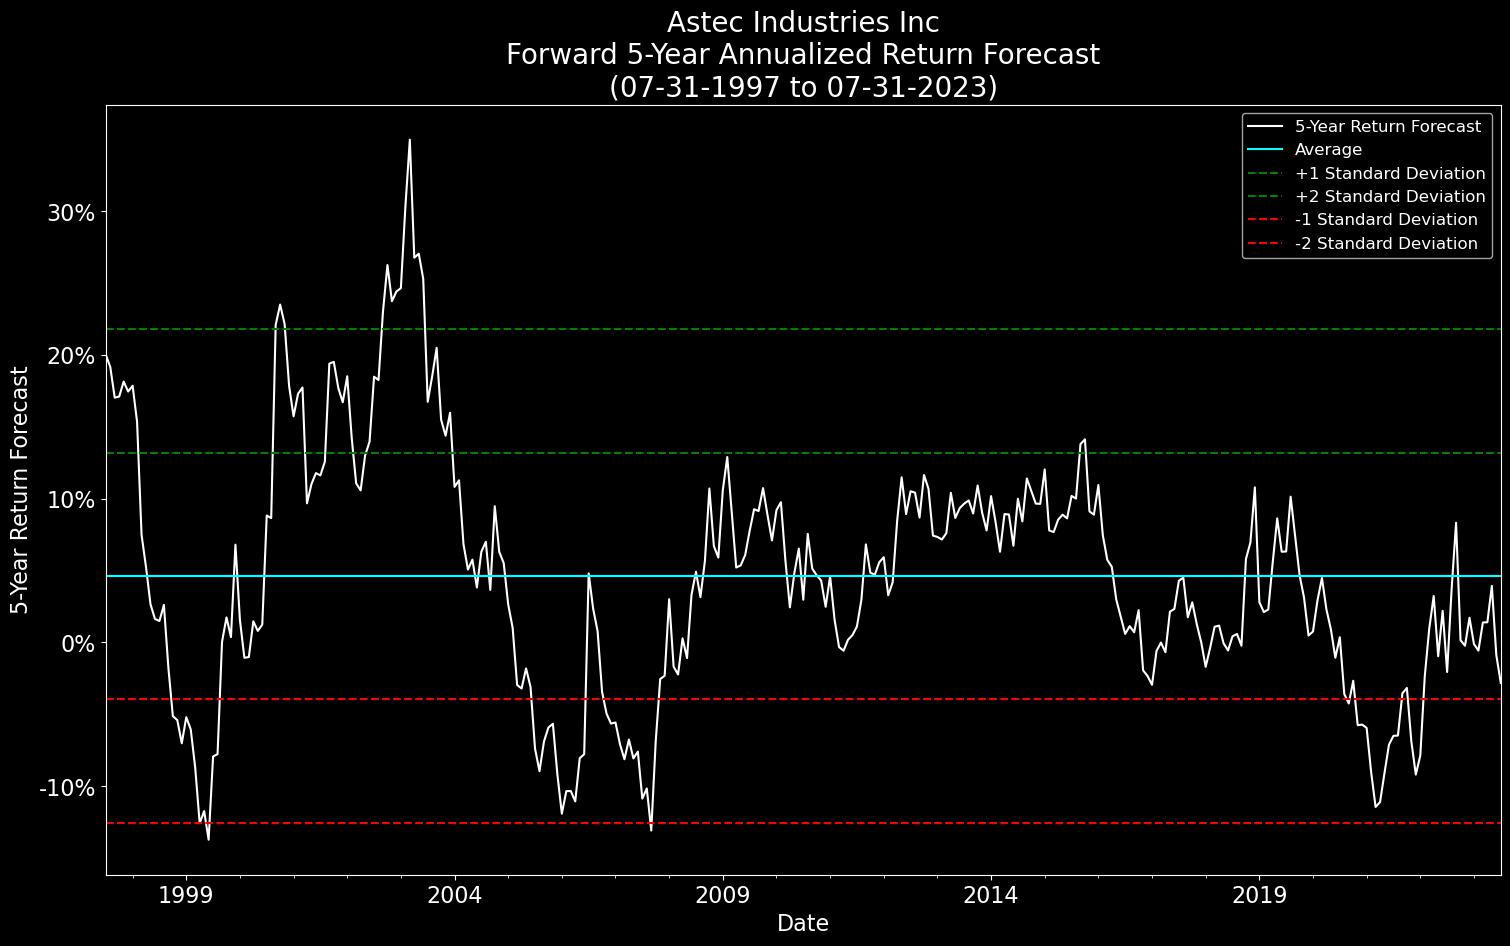 Astec Industries Inc
Forward 5-Year Annualized Return Forecast
(07-31-1997 to 07-31-2023)
5-Year Return Forecast
Average
+1 Standard Deviation
+2 Standard Deviation
-1 Standard Deviation
-2 Standard Deviation
30%
20%
10%
0%
-10%
5-Year Return Forecast
1999
2004
2009
2014
2019
Date